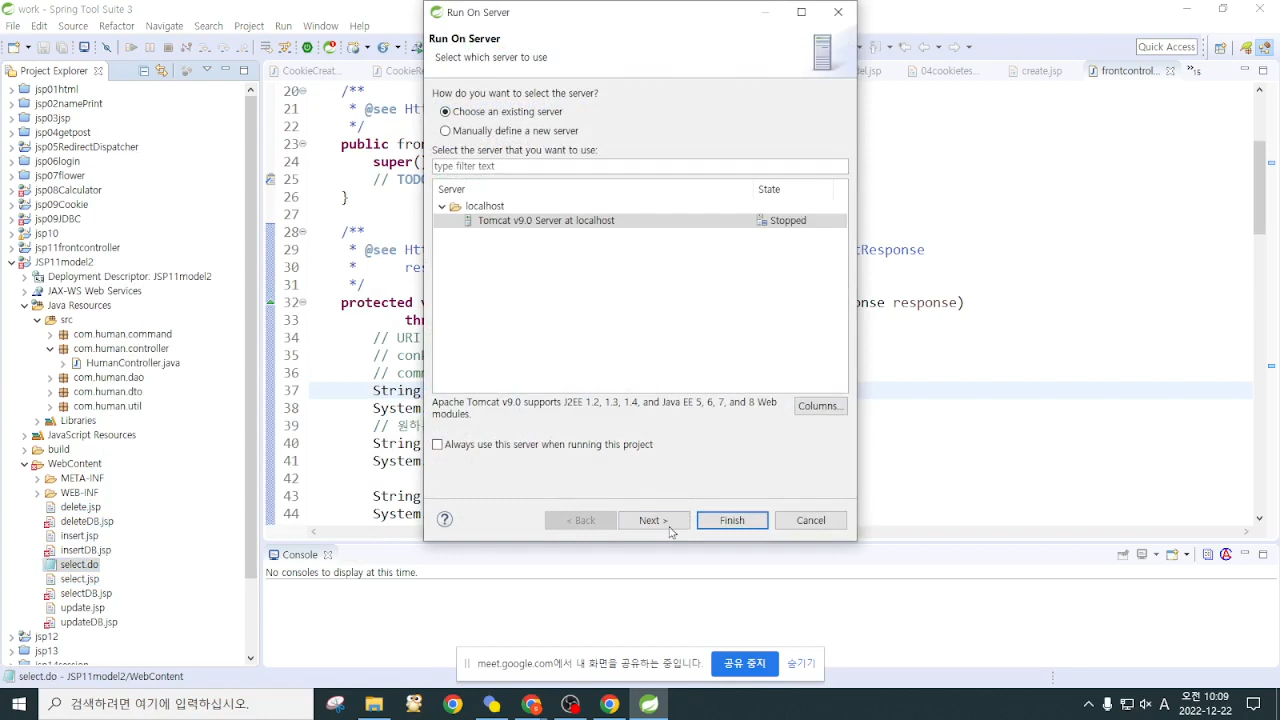 work - Spring Tool Suite 3
File Edit Source Refactor Navigate Search Project Run Window Help
Quick Access
Project Explorer
jsp01html
jsp02namePrint
jsp03jsp
jsp04getpost
jsp05RedirectDispatcher
jsp06login
jsp07flower
jsp08Calculator
jsp09Cookie
jsp09JDBC
jsp10
jsp11frontcontroller
JSP11model2
Deployment Descriptor: JSP11model2
JAX-WS Web Services
Java Resources
src
com.human.command
com.human.controller
HumanController.java
com.human.dao
com.human.dto
com.human.util
Libraries
JavaScript Resources
build
WebContent
META-INF
WEB-INF
delete.jsp
deleteDB.jsp
insert.jsp
insertDB.jsp
select.do
select.jsp
selectDB.jsp
update.jsp
updateDB.jsp
jsp12
jsp13
CookieCreat...
CookieRe
el.jsp
04cookietes...
create.jsp
frontcontrol...
15
20 /**
21 * @see Htt
22 */
23 public fron
24 super()
25 // TODO
26 }
27
28 /**
29 * @see Htt tResponse
30 * res
31 */
32 protected v onse response)
33 thr
34 // URI
35 // con
36 // com
37 String
38 System
39 // 원하
40 String
41 System
42
43 String
44 System
Run On Server
Run On Server
Select which server to use
How do you want to select the server?
Choose an existing server
Manually define a new server
Select the server that you want to use:
type filter text
Server State
localhost
Tomcat v9.0 Server at localhost Stopped
Apache Tomcat v9.0 supports J2EE 1.2, 1.3, 1.4, and Java EE 5, 6, 7, and 8 Web
modules.
Columns...
Always use this server when running this project
< Back Next > Finish Cancel
Console
No consoles to display at this time.
meet.google.com에서 내 화면을 공유하는 중입니다. 공유 중지 숨기기
select.do - JSP11model2/WebContent
검색하려면 여기에 입력하십시오.
A
오전 10:09
2022-12-22